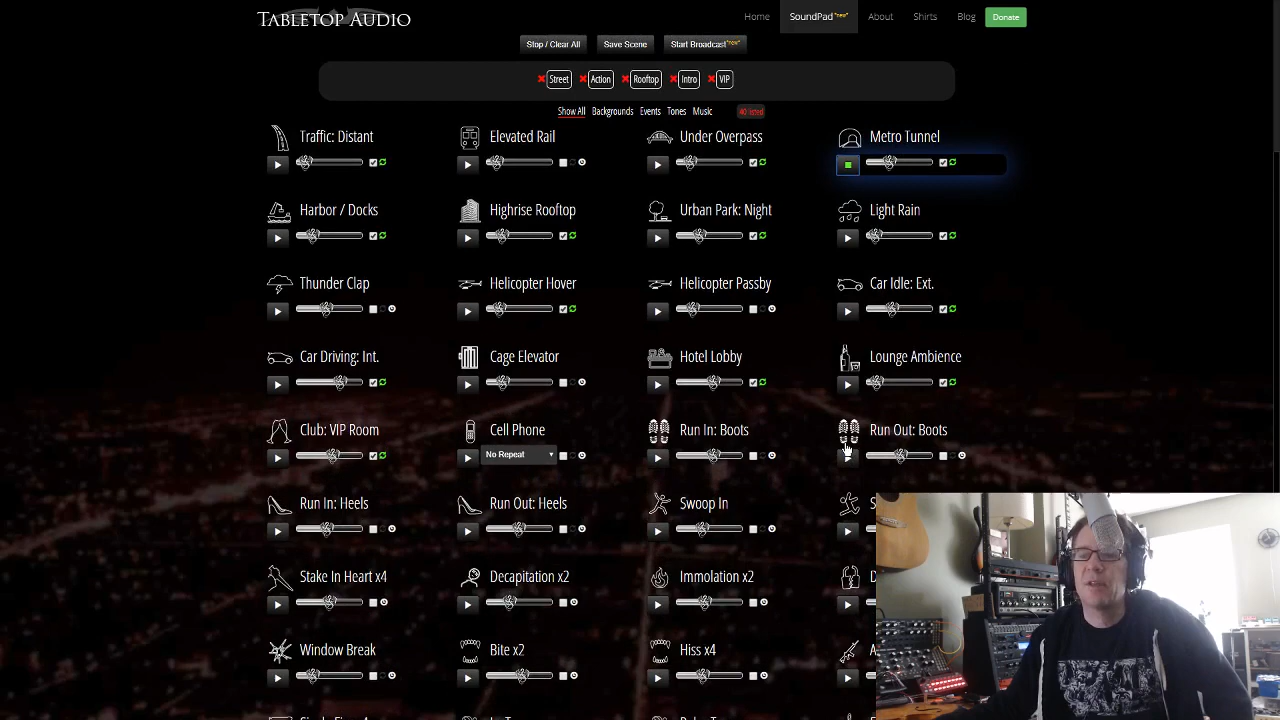 TABLETOP AUDIO
Home SoundPad *new* About Shirts Blog Donate
Stop / Clear All Save Scene Start Broadcast *new*
Street Action Rooftop Intro VIP
Show All Backgrounds Events Tones Music 40 listed
Traffic: Distant Elevated Rail Under Overpass Metro Tunnel
Harbor / Docks Highrise Rooftop Urban Park: Night Light Rain
Thunder Clap Helicopter Hover Helicopter Passby Car Idle: Ext.
Car Driving: Int. Cage Elevator Hotel Lobby Lounge Ambience
Club: VIP Room Cell Phone Run In: Boots Run Out: Boots
No Repeat
Run In: Heels Run Out: Heels Swoop In
Stake In Heart x4 Decapitation x2 Immolation x2
Window Break Bite x2 Hiss x4